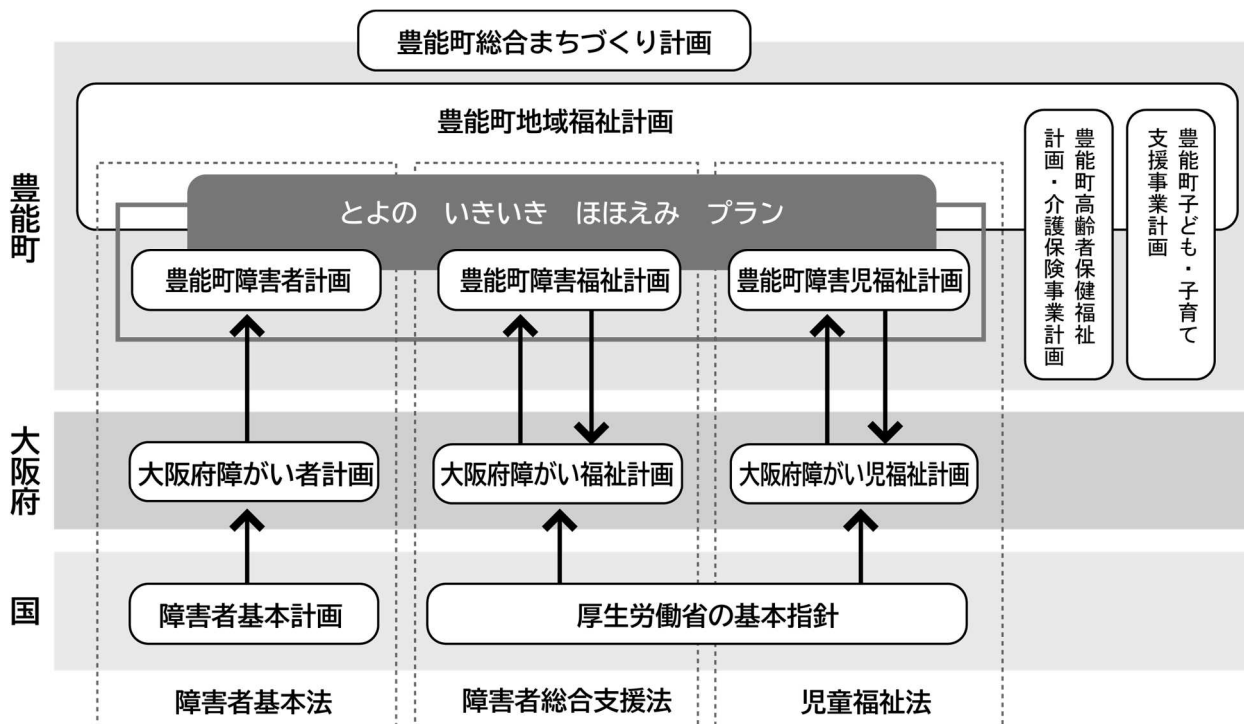 豊能町総合まちづくり計画
豊能町地域福祉計画
豊能町
とよの　いきいき　ほほえみ　プラン
豊能町障害者計画
豊能町障害福祉計画
豊能町障害児福祉計画
豊能町高齢者保健福祉
計画・介護保険事業計画
豊能町子ども・子育て
支援事業計画
大阪府
大阪府障がい者計画
大阪府障がい福祉計画
大阪府障がい児福祉計画
国
障害者基本計画
厚生労働省の基本指針
障害者基本法
障害者総合支援法
児童福祉法